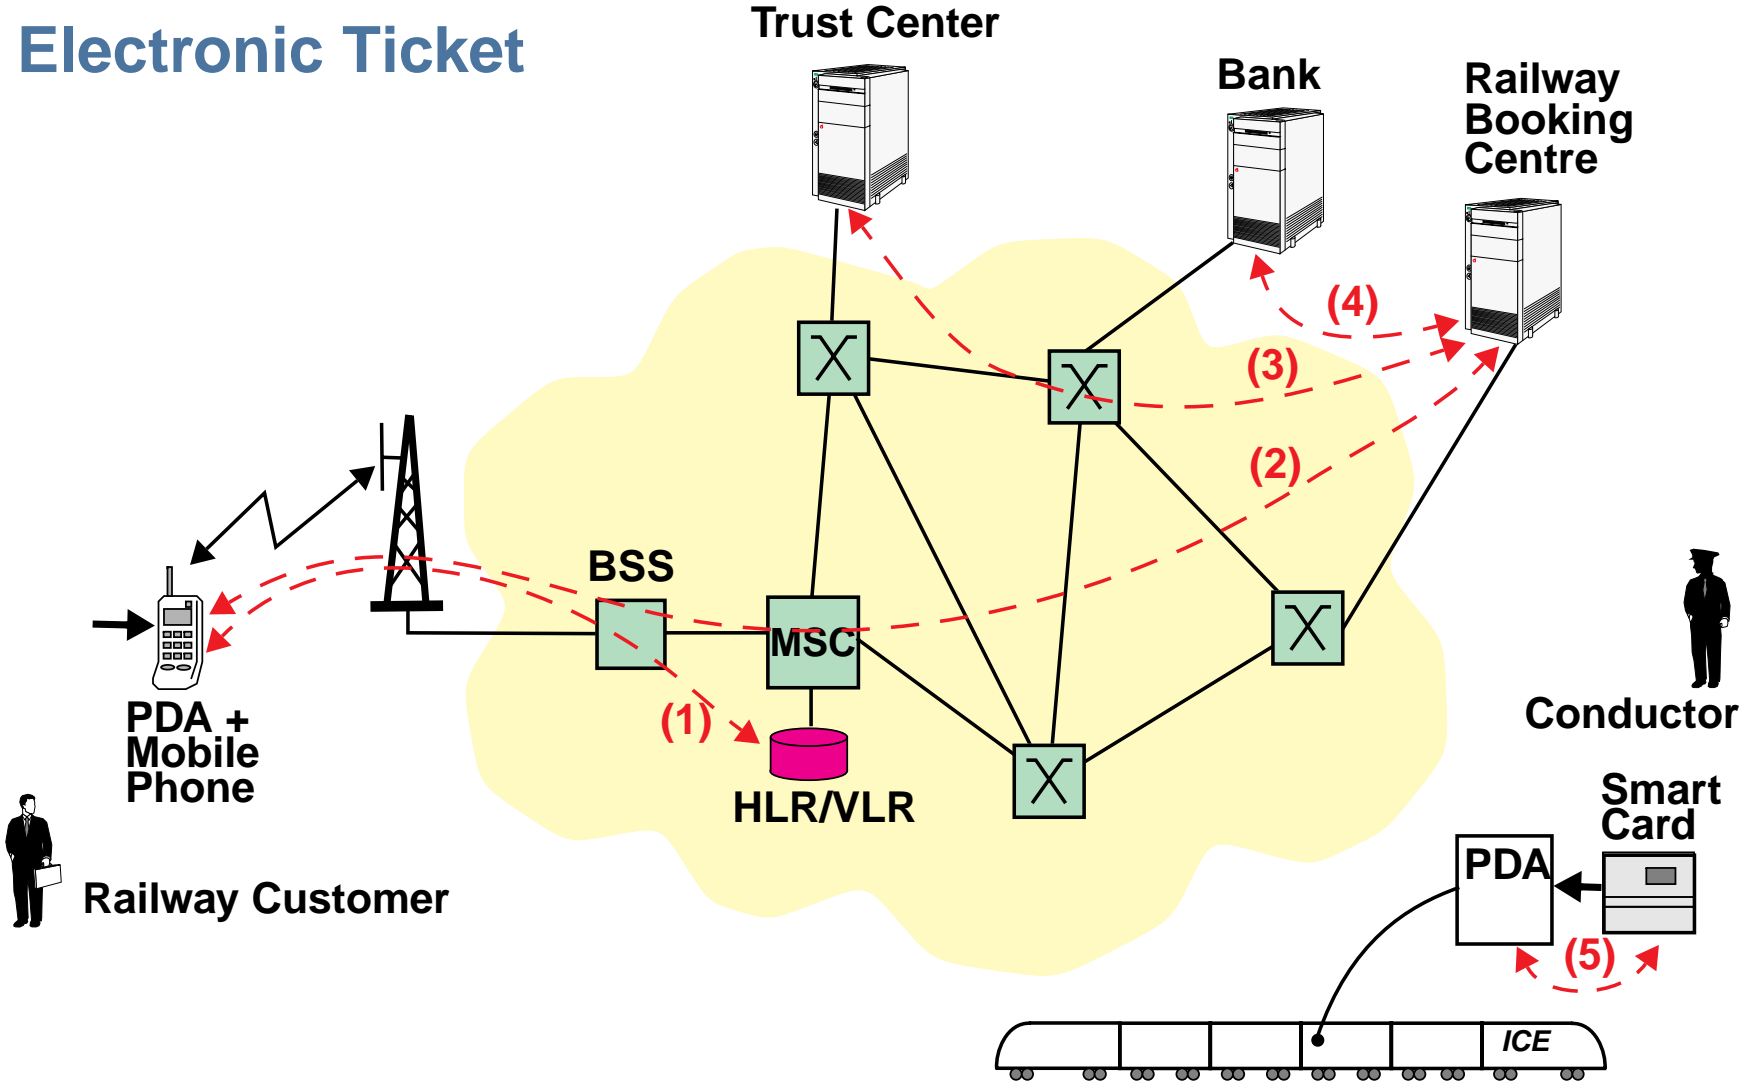 Electronic Ticket
Trust Center
Bank
Railway
Booking
Centre
(4)
(3)
(2)
BSS
MSC
(1)
HLR/VLR
PDA +
Mobile
Phone
Railway Customer
Conductor
Smart
Card
PDA
(5)
ICE